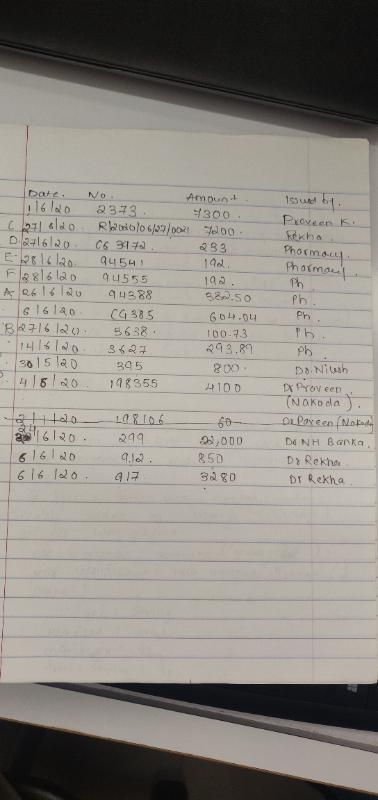 Date. No. Amount. Issued by.
1/6/20 2373. 7300. Praveen K.
C 27/6/20 R/2020/06/27/0021 7200. Rekha.
D 27/6/20 CG 3972 233 Pharmacy.
E 28/6/20 94541 192. Pharmacy.
F 28/6/20 94555 192. Ph
A 26/6/20 94388 382.50 Ph.
6/6/20 CG385 604.04 Ph.
B 27/6/20. 5638. 100.73 Ph.
14/6/20 3627 293.89 Ph
30/5/20 395 800. Dr. Nilesh
4/5/20 198355 4100 Dr Praveen
(Nakoda).
2/1/20 198106 60 Dr Praveen (Nakoda)
24/6/20 299 22,000 Dr NH Banka.
6/6/20 912. 850 Dr Rekha.
6/6/20. 917. 3280 Dr Rekha.